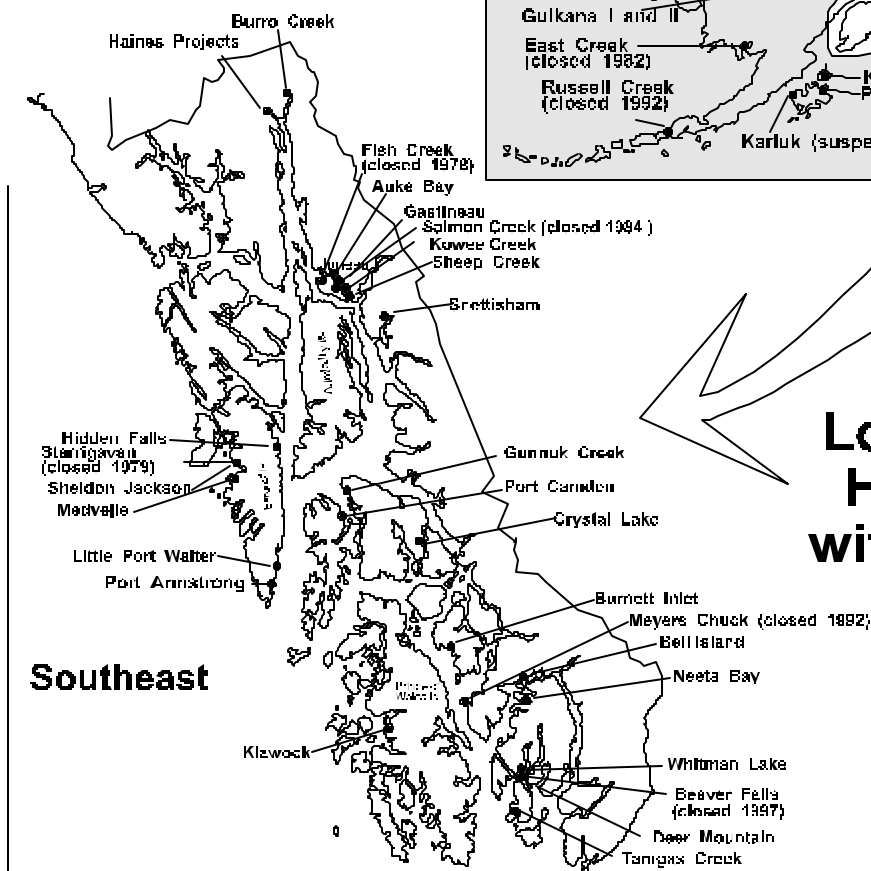 Burro Creek
Haines Projects
Gulkana I and II
East Creek
(closed 1982)
Russell Creek
(closed 1992)
Karluk (suspe
Fish Creek
(closed 1978)
Auke Bay
Gastineau
Salmon Creek (closed 1994 )
Kowee Creek
Sheep Creek
Snettisham
Hidden Falls
Starrigavan
(closed 1979)
Sheldon Jackson
Medvejie
Gunnuk Creek
Port Camden
Crystal Lake
Little Port Walter
Port Armstrong
Burnett Inlet
Meyers Chuck (closed 1992)
Bell Island
Neets Bay
Southeast
Klawock
Whitman Lake
Beaver Falls
(closed 1997)
Deer Mountain
Tamgas Creek
Lo
H
wit